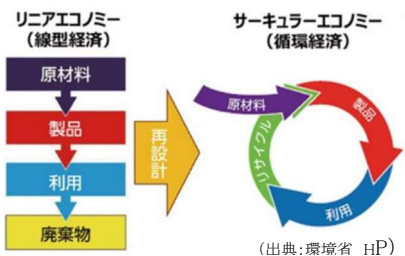 リニアエコノミー
(線型経済)
原材料
製品
利用
廃棄物
再設計
サーキュラーエコノミー
(循環経済)
原材料
製品
利用
リサイクル
(出典:環境省 HP)